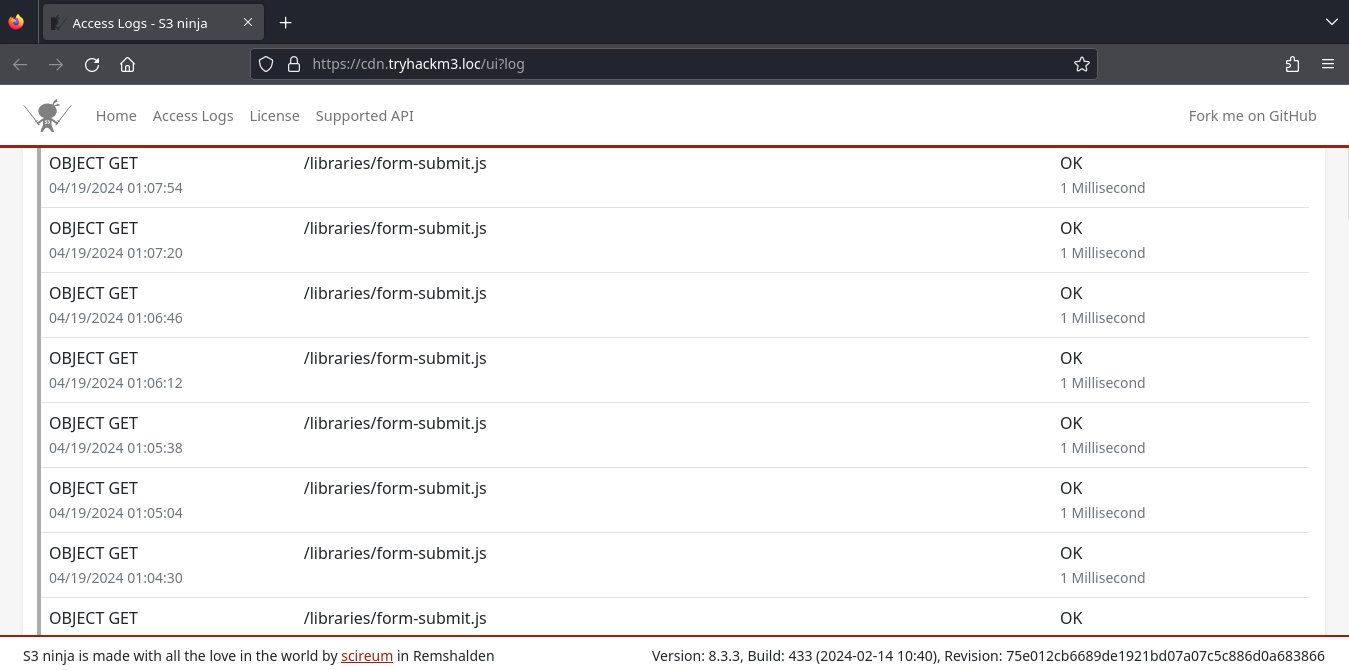 Access Logs - S3 ninja
https://cdn.tryhackm3.loc/ui?log
Home Access Logs License Supported API Fork me on GitHub
OBJECT GET /libraries/form-submit.js OK
04/19/2024 01:07:54 1 Millisecond
OBJECT GET /libraries/form-submit.js OK
04/19/2024 01:07:20 1 Millisecond
OBJECT GET /libraries/form-submit.js OK
04/19/2024 01:06:46 1 Millisecond
OBJECT GET /libraries/form-submit.js OK
04/19/2024 01:06:12 1 Millisecond
OBJECT GET /libraries/form-submit.js OK
04/19/2024 01:05:38 1 Millisecond
OBJECT GET /libraries/form-submit.js OK
04/19/2024 01:05:04 1 Millisecond
OBJECT GET /libraries/form-submit.js OK
04/19/2024 01:04:30 1 Millisecond
OBJECT GET /libraries/form-submit.js OK
S3 ninja is made with all the love in the world by scireum in Remshalden Version: 8.3.3, Build: 433 (2024-02-14 10:40), Revision: 75e012cb6689de1921bd07a07c5c886d0a683866